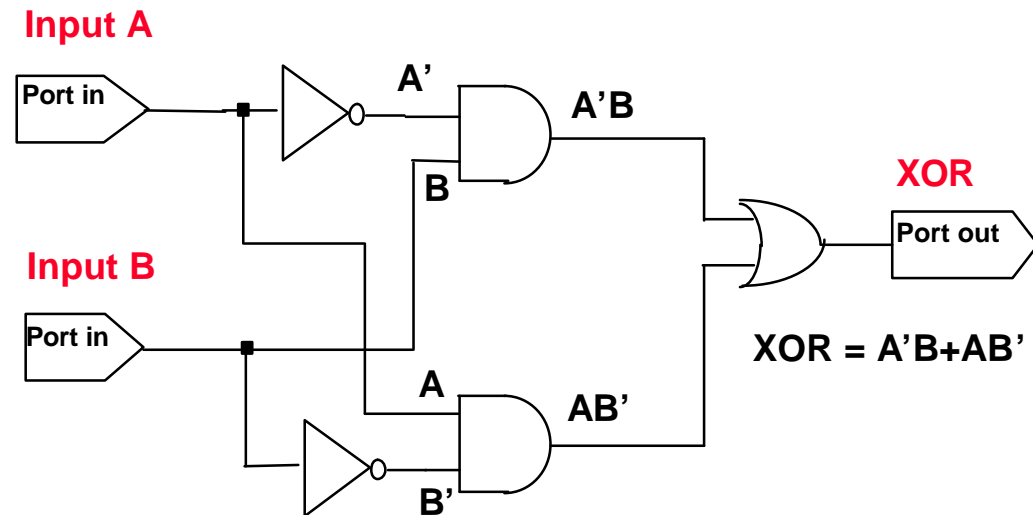 Input A
Port in
A’
A’B
B
XOR
Port out
Input B
Port in
XOR = A’B+AB’
A
AB’
B’